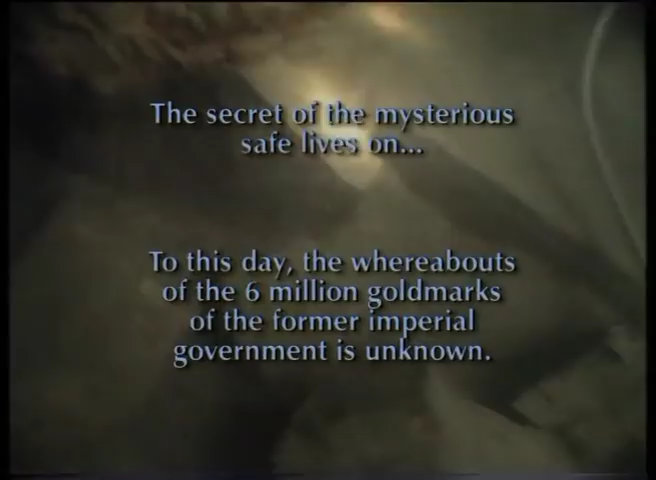 The secret of the mysterious
safe lives on...
To this day, the whereabouts
of the 6 million goldmarks
of the former imperial
government is unknown.